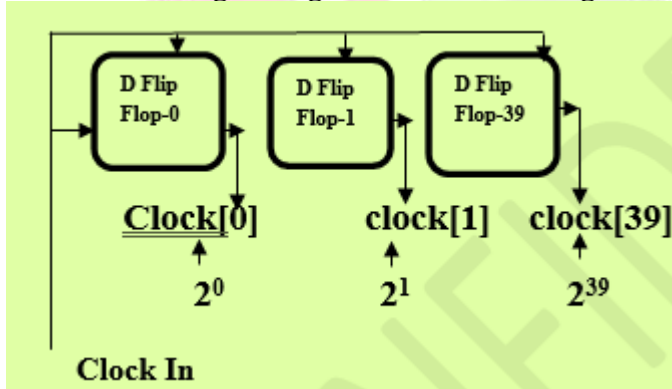 D Flip
Flop-0
D Flip
Flop-1
D Flip
Flop-39
Clock[0] clock[1] clock[39]
2⁰ 2¹ 2³⁹
Clock In